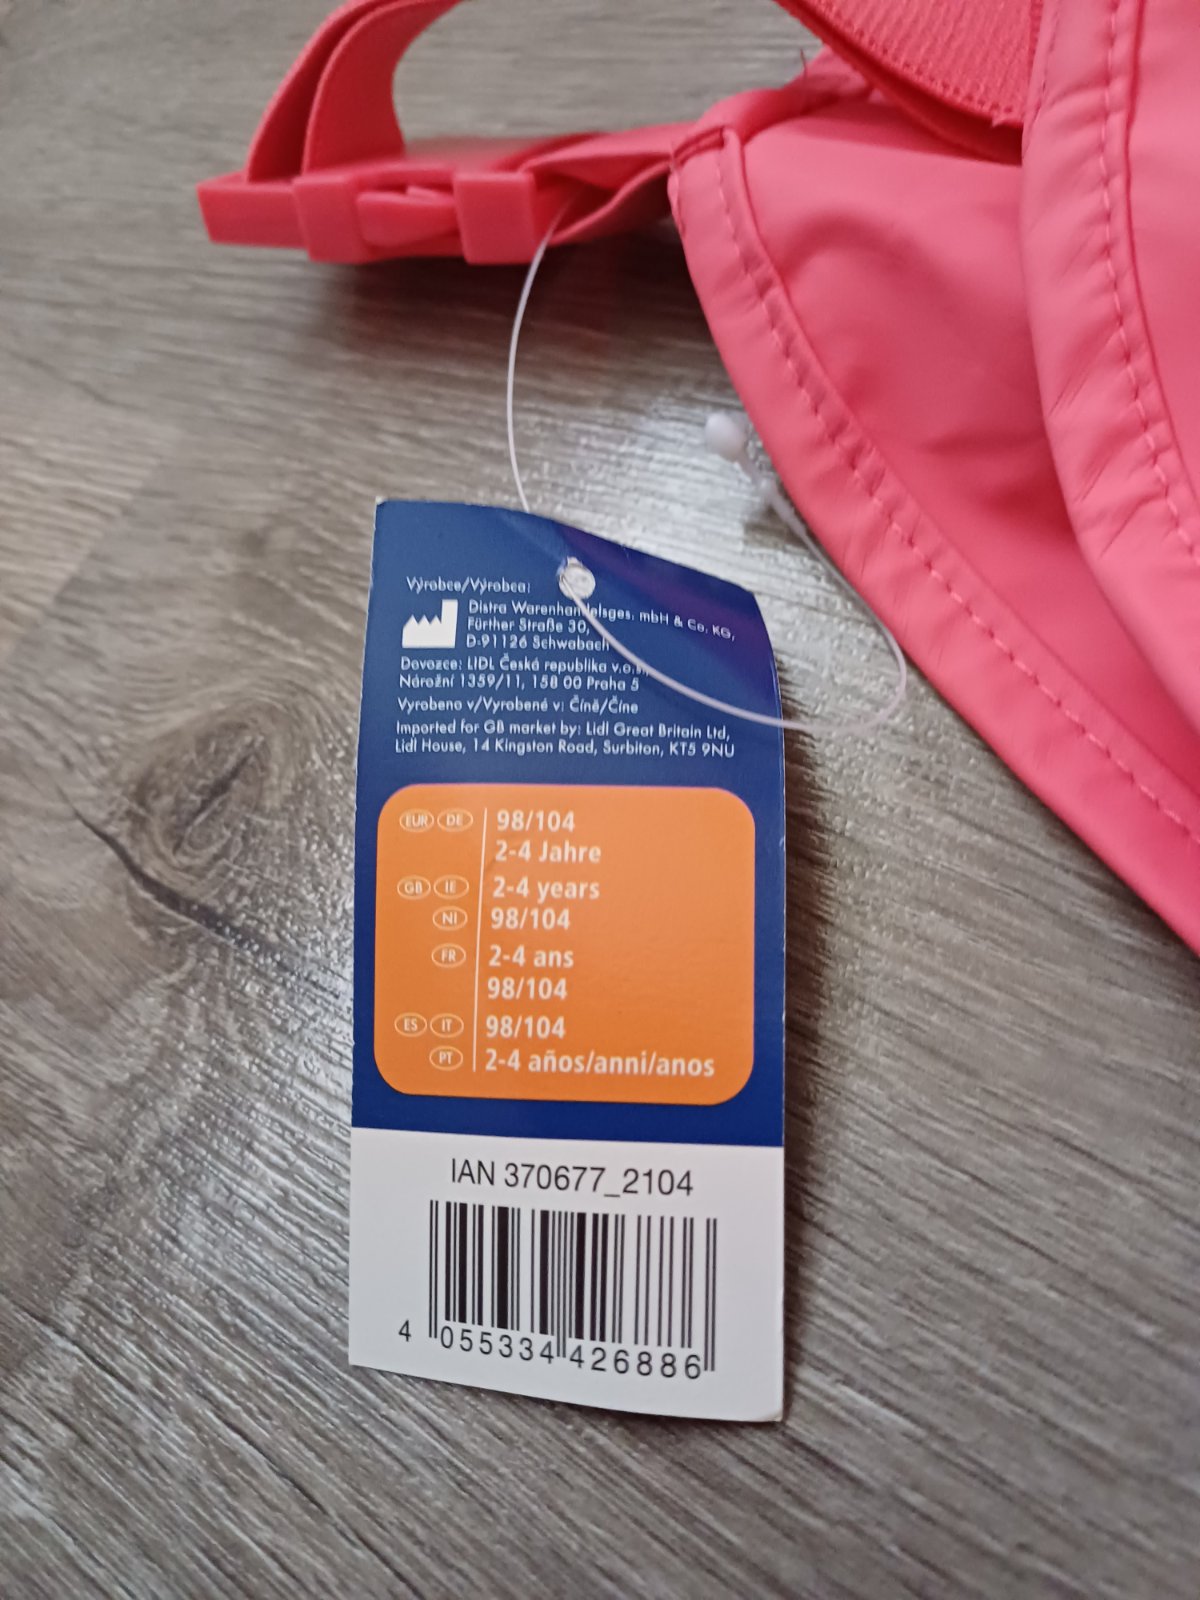 Výrobce/Výrobca:
Distra Warenhandelsges. mbH & Co. KG,
Fürther Straße 30,
D-91126 Schwabach
Dovozce: LIDL Česká republika v.o.s.,
Nárožní 1359/11, 158 00 Praha 5
Vyrobeno v/Vyrobené v: Číně/Číne
Imported for GB market by: Lidl Great Britain Ltd,
Lidl House, 14 Kingston Road, Surbiton, KT5 9NU
EUR DE 98/104
2-4 Jahre
GB IE 2-4 years
NI 98/104
FR 2-4 ans
98/104
ES IT 98/104
PT 2-4 años/anni/anos
IAN 370677_2104
4 055334 426886